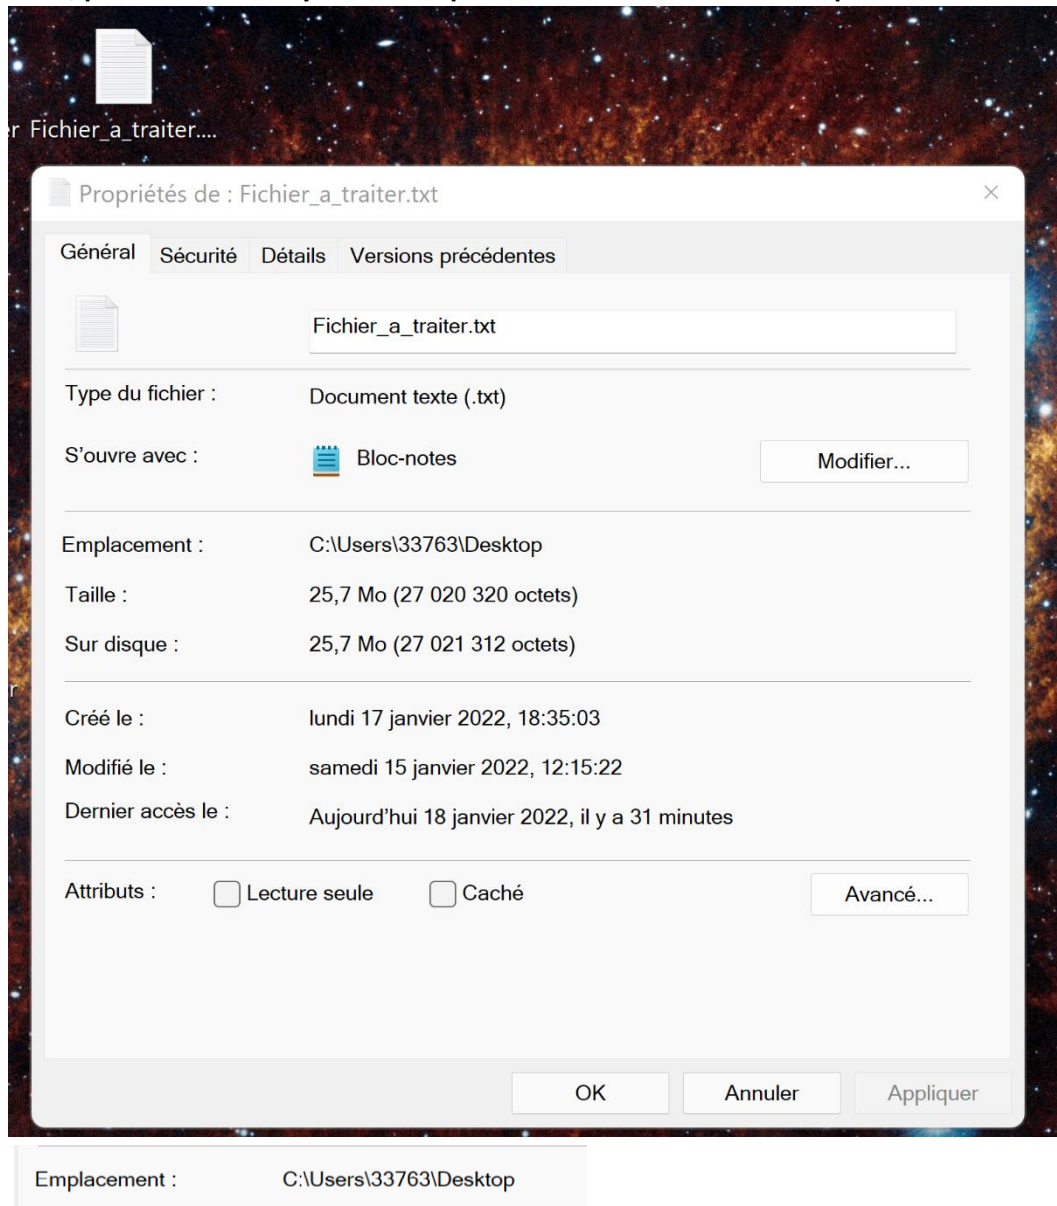 r Fichier_a_traiter....
Propriétés de : Fichier_a_traiter.txt
Général Sécurité Détails Versions précédentes
Fichier_a_traiter.txt
Type du fichier : Document texte (.txt)
S’ouvre avec : Bloc-notes Modifier...
Emplacement : C:\Users\33763\Desktop
Taille : 25,7 Mo (27 020 320 octets)
Sur disque : 25,7 Mo (27 021 312 octets)
r
Créé le : lundi 17 janvier 2022, 18:35:03
Modifié le : samedi 15 janvier 2022, 12:15:22
Dernier accès le : Aujourd’hui 18 janvier 2022, il y a 31 minutes
Attributs : Lecture seule Caché Avancé...
OK Annuler Appliquer
Emplacement : C:\Users\33763\Desktop